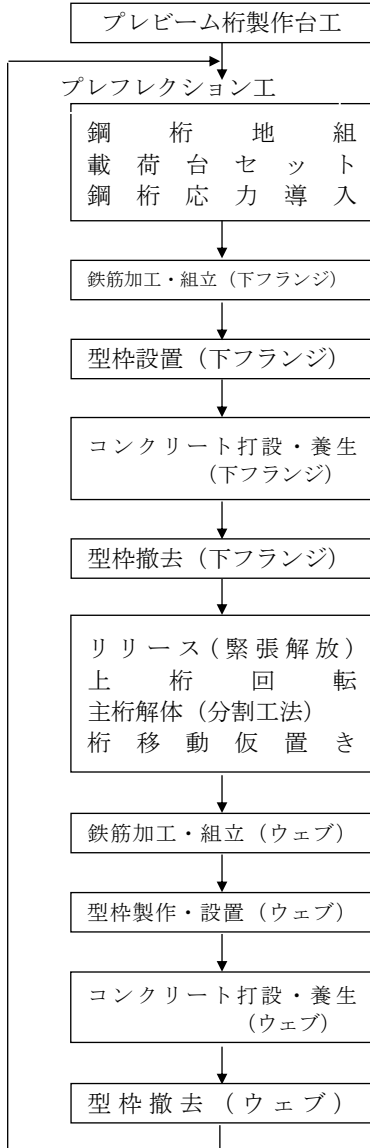 プレビーム桁製作台工
プレフレクション工
鋼桁地組
載荷台セット
鋼桁応力導入
鉄筋加工・組立（下フランジ）
型枠設置（下フランジ）
コンクリート打設・養生
（下フランジ）
型枠撤去（下フランジ）
リリース（緊張解放）
上桁回転
主桁解体（分割工法）
桁移動仮置き
鉄筋加工・組立（ウェブ）
型枠製作・設置（ウェブ）
コンクリート打設・養生
（ウェブ）
型枠撤去（ウェブ）